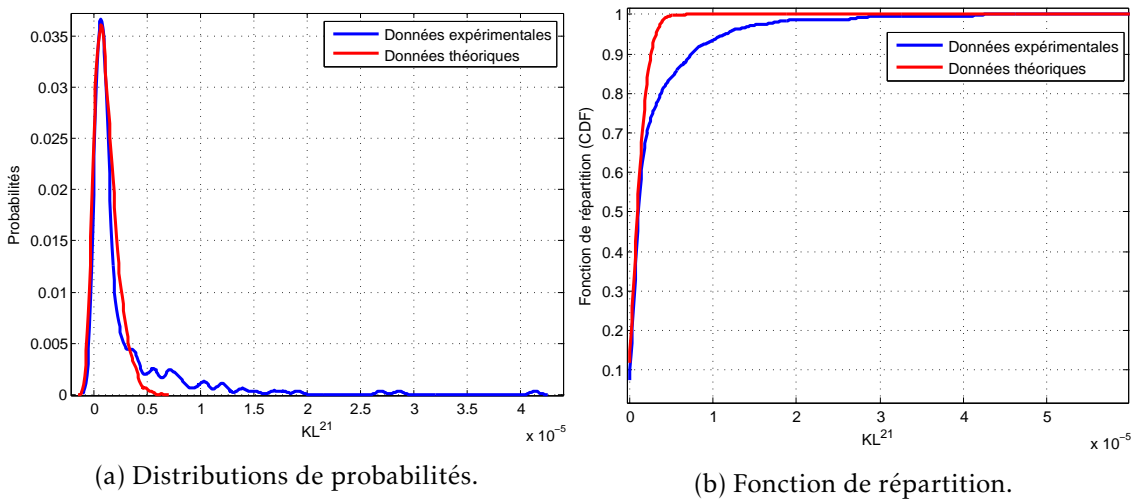 0.035
0.03
0.025
0.02
0.015
0.01
0.005
0
Probabilités
Données expérimentales
Données théoriques
0 0.5 1 1.5 2 2.5 3 3.5 4
KL²¹
x 10⁻⁵
(a) Distributions de probabilités.
1
0.9
0.8
0.7
0.6
0.5
0.4
0.3
0.2
0.1
Fonction de répartition (CDF)
Données expérimentales
Données théoriques
0 1 2 3 4 5
KL²¹
x 10⁻⁵
(b) Fonction de répartition.